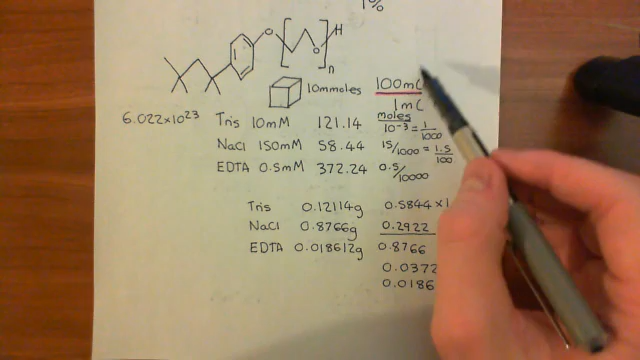 1%
O
H
O
n
10mmoles 100mL
1mL
6.022x10²³ Tris 10mM 121.14 moles 10⁻³ = 1/1000
NaCl 150mM 58.44 15/1000 = 1.5/100
EDTA 0.5mM 372.24 0.5/10000
Tris 0.12114g 0.5844 x 1
NaCl 0.8766g 0.2922
EDTA 0.018612g 0.8766
0.0372
0.0186